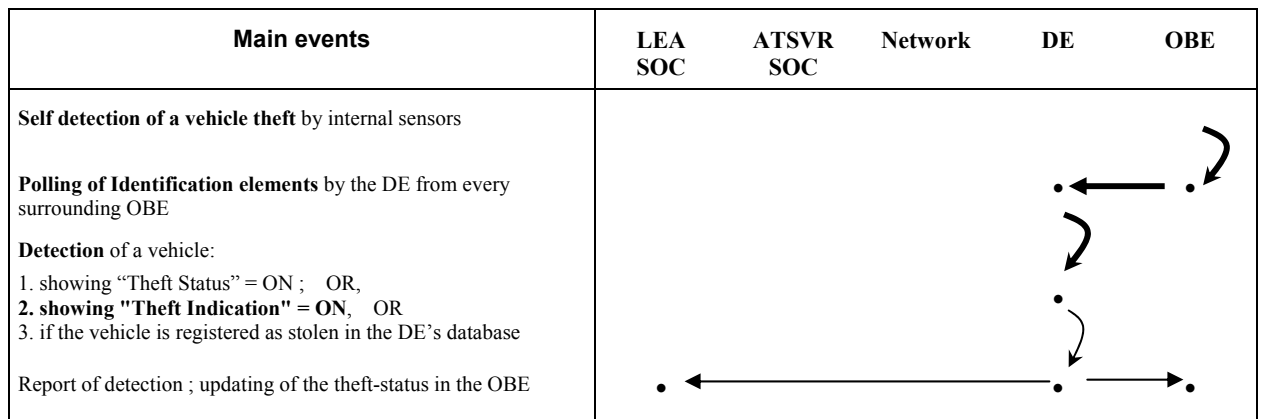 Main events
LEA SOC
ATSVR SOC
Network
DE
OBE
Self detection of a vehicle theft by internal sensors
Polling of Identification elements by the DE from every
surrounding OBE
Detection of a vehicle:
1. showing “Theft Status” = ON ; OR,
2. showing "Theft Indication" = ON, OR
3. if the vehicle is registered as stolen in the DE’s database
Report of detection ; updating of the theft-status in the OBE